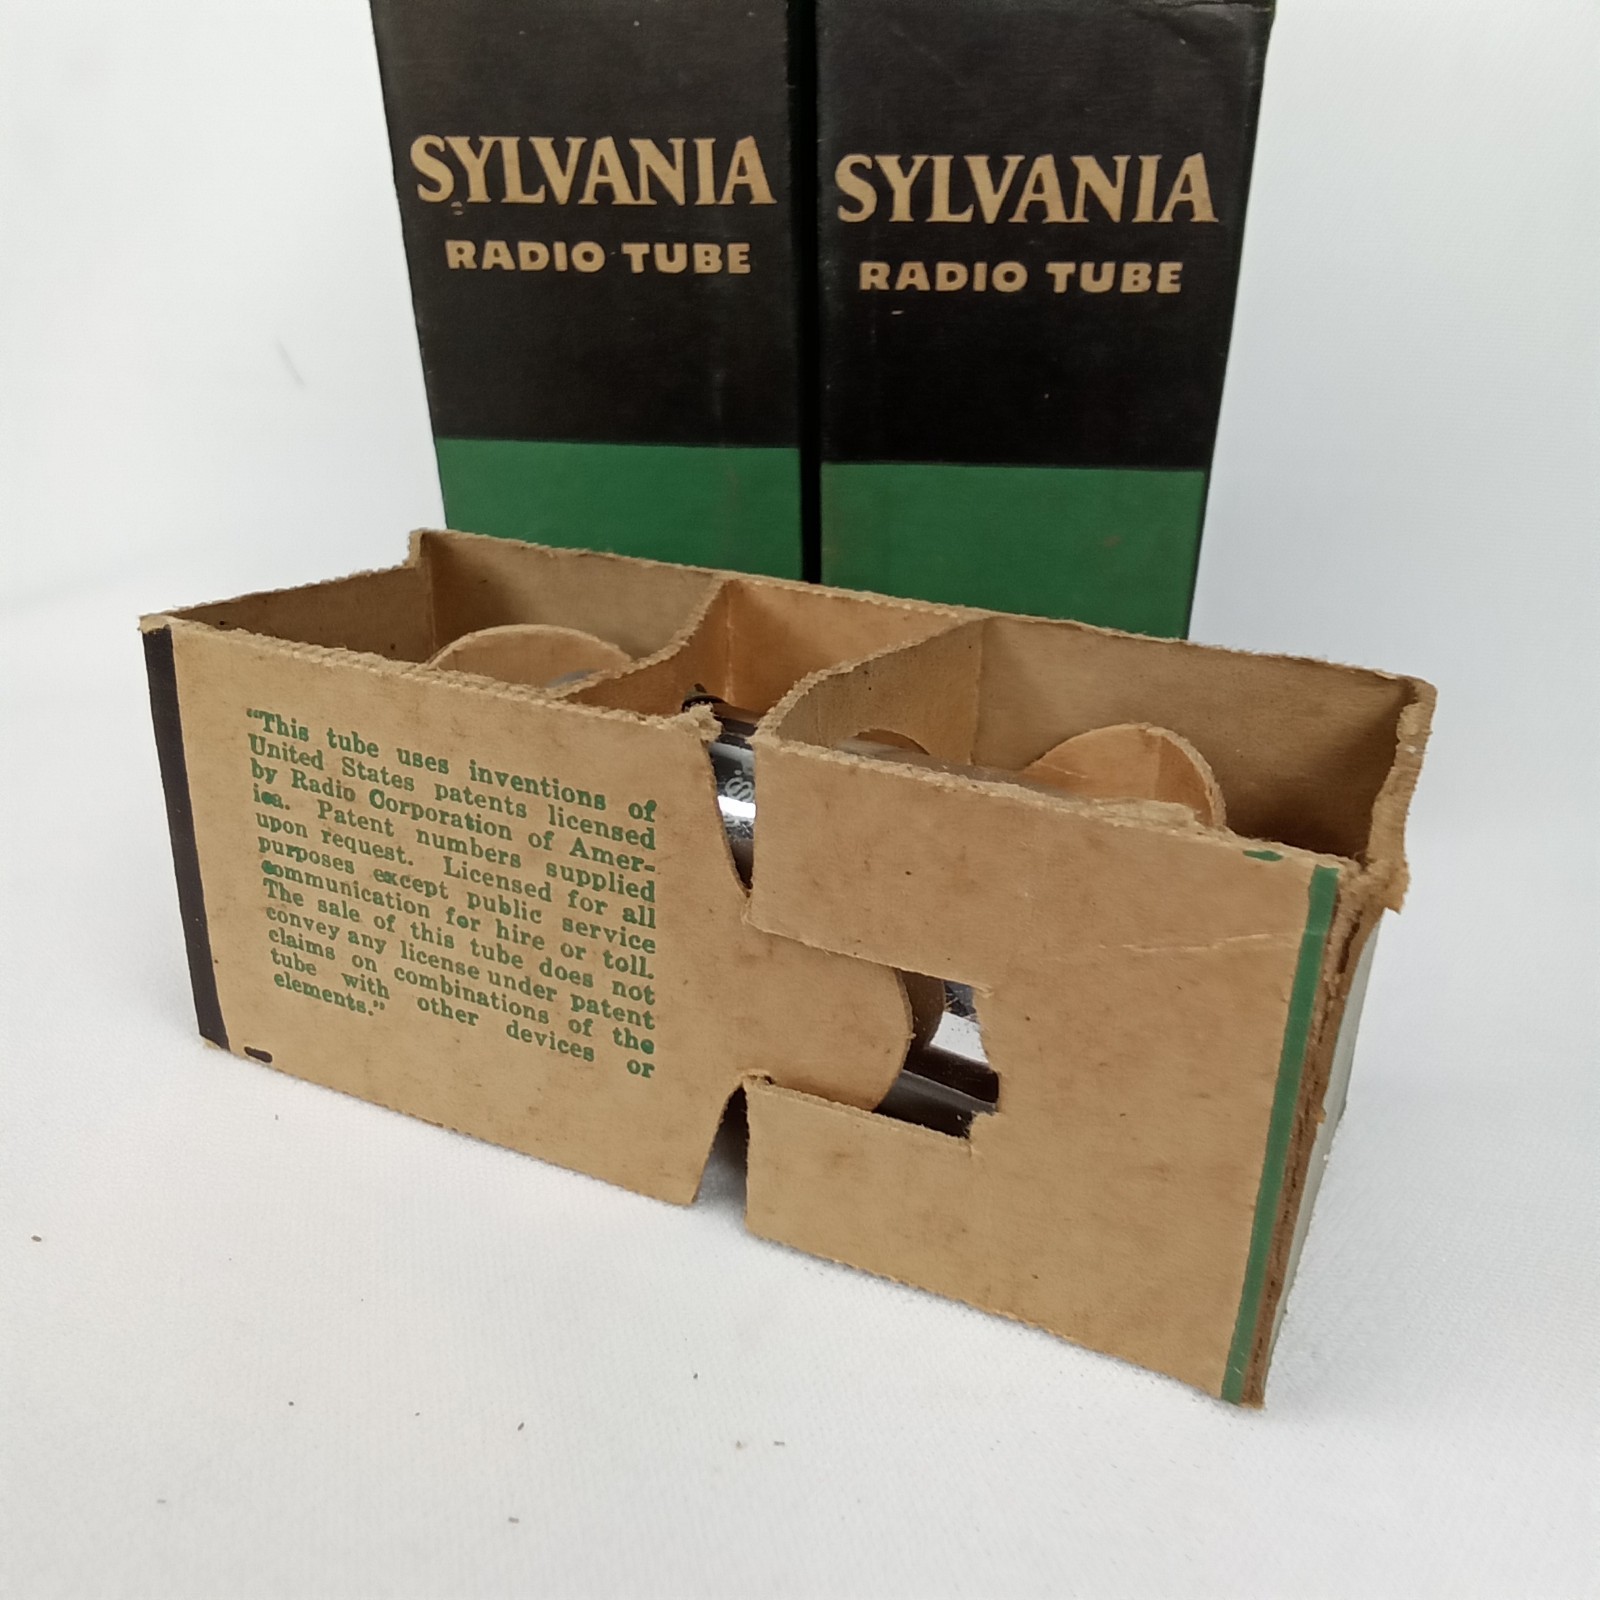 SYLVANIA
RADIO TUBE
SYLVANIA
RADIO TUBE
"This tube uses inventions of
United States patents licensed
by Radio Corporation of Amer-
ica. Patent numbers supplied
upon request. Licensed for all
purposes except public service
communication for hire or toll.
The sale of this tube does not
convey any license under patent
claims on combinations of the
tube with other devices or
elements."